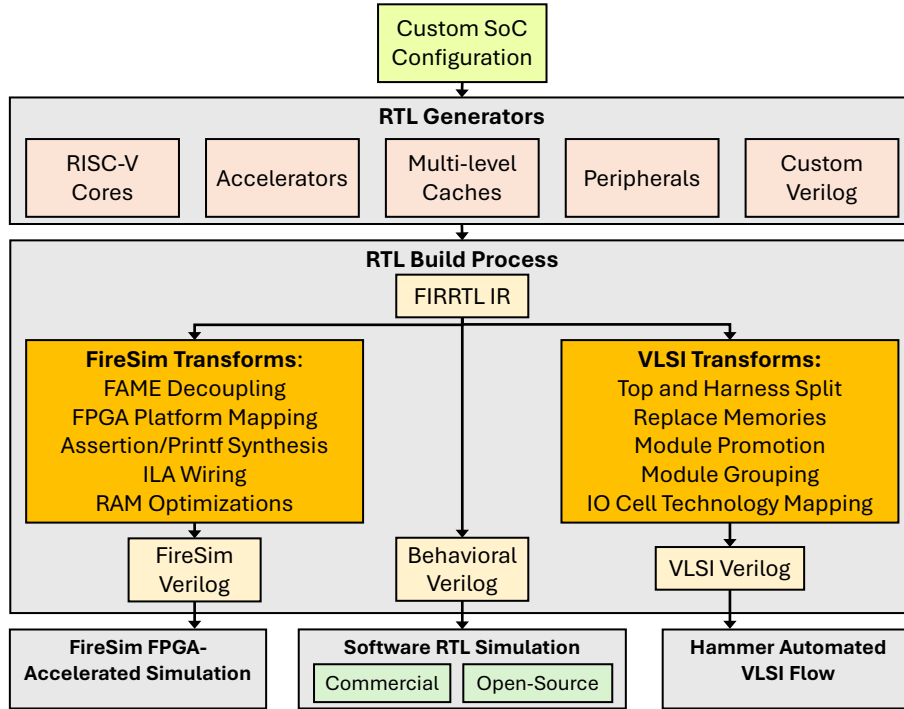 Custom SoC
Configuration
RTL Generators
RISC-V
Cores
Accelerators
Multi-level
Caches
Peripherals
Custom
Verilog
RTL Build Process
FIRRTL IR
FireSim Transforms:
FAME Decoupling
FPGA Platform Mapping
Assertion/Printf Synthesis
ILA Wiring
RAM Optimizations
VLSI Transforms:
Top and Harness Split
Replace Memories
Module Promotion
Module Grouping
IO Cell Technology Mapping
FireSim
Verilog
Behavioral
Verilog
VLSI Verilog
FireSim FPGA-
Accelerated Simulation
Software RTL Simulation
Commercial
Open-Source
Hammer Automated
VLSI Flow